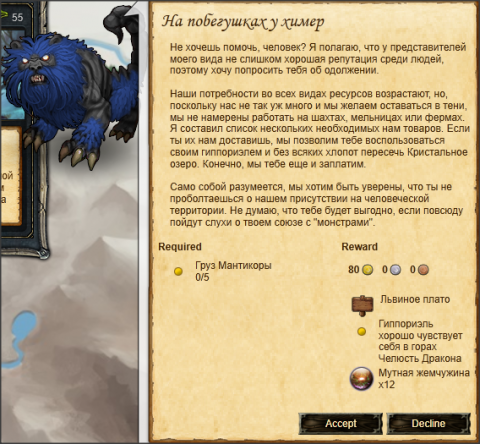 55
На побегушках у химер
Не хочешь помочь, человек? Я полагаю, что у представителей
моего вида не слишком хорошая репутация среди людей,
поэтому хочу попросить тебя об одолжении.
Наши потребности во всех видах ресурсов возрастают, но,
поскольку нас не так уж много и мы желаем оставаться в тени,
мы не намерены работать на шахтах, мельницах или фермах.
Я составил список нескольких необходимых нам товаров. Если
ты их нам доставишь, мы позволим тебе воспользоваться
своим гиппориэлем и без всяких хлопот пересечь Кристальное
озеро. Конечно, мы тебе еще и заплатим.
Само собой разумеется, мы хотим быть уверены, что ты не
проболтаешься о нашем присутствии на человеческой
территории. Не думаю, что тебе будет выгодно, если повсюду
пойдут слухи о твоем союзе с "монстрами".
Required
Reward
Груз Мантикоры
0/5
80 0 0
Львиное плато
Гиппориэль
хорошо чувствует
себя в горах
Челюсть Дракона
Мутная жемчужина
x12
Accept
Decline
ой
м
а